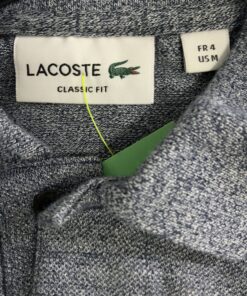 LACOSTE
CLASSIC FIT
FR 4
US M